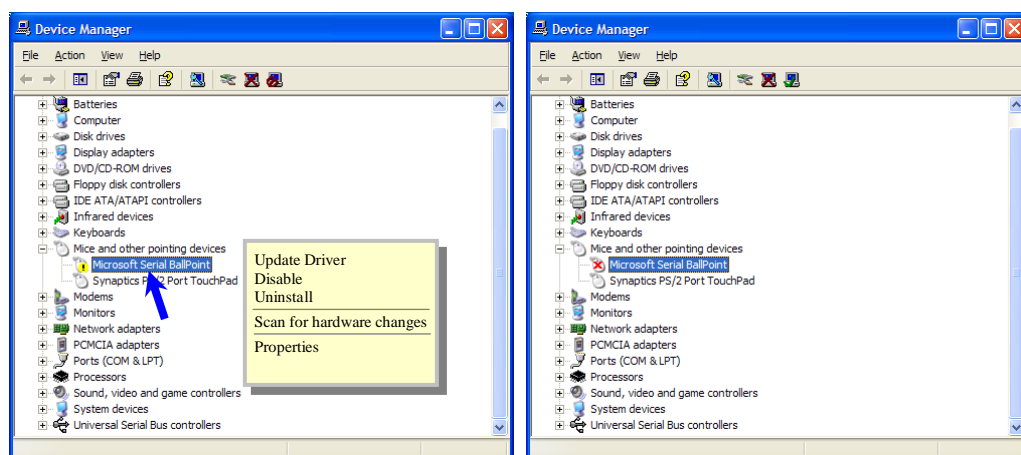 Device Manager
File Action View Help
Batteries
Computer
Disk drives
Display adapters
DVD/CD-ROM drives
Floppy disk controllers
IDE ATA/ATAPI controllers
Infrared devices
Keyboards
Mice and other pointing devices
Microsoft Serial BallPoint
Synaptics PS/2 Port TouchPad
Modems
Monitors
Network adapters
PCMCIA adapters
Ports (COM & LPT)
Processors
Sound, video and game controllers
System devices
Universal Serial Bus controllers
Update Driver
Disable
Uninstall
Scan for hardware changes
Properties
Device Manager
File Action View Help
Batteries
Computer
Disk drives
Display adapters
DVD/CD-ROM drives
Floppy disk controllers
IDE ATA/ATAPI controllers
Infrared devices
Keyboards
Mice and other pointing devices
Microsoft Serial BallPoint
Synaptics PS/2 Port TouchPad
Modems
Monitors
Network adapters
PCMCIA adapters
Ports (COM & LPT)
Processors
Sound, video and game controllers
System devices
Universal Serial Bus controllers